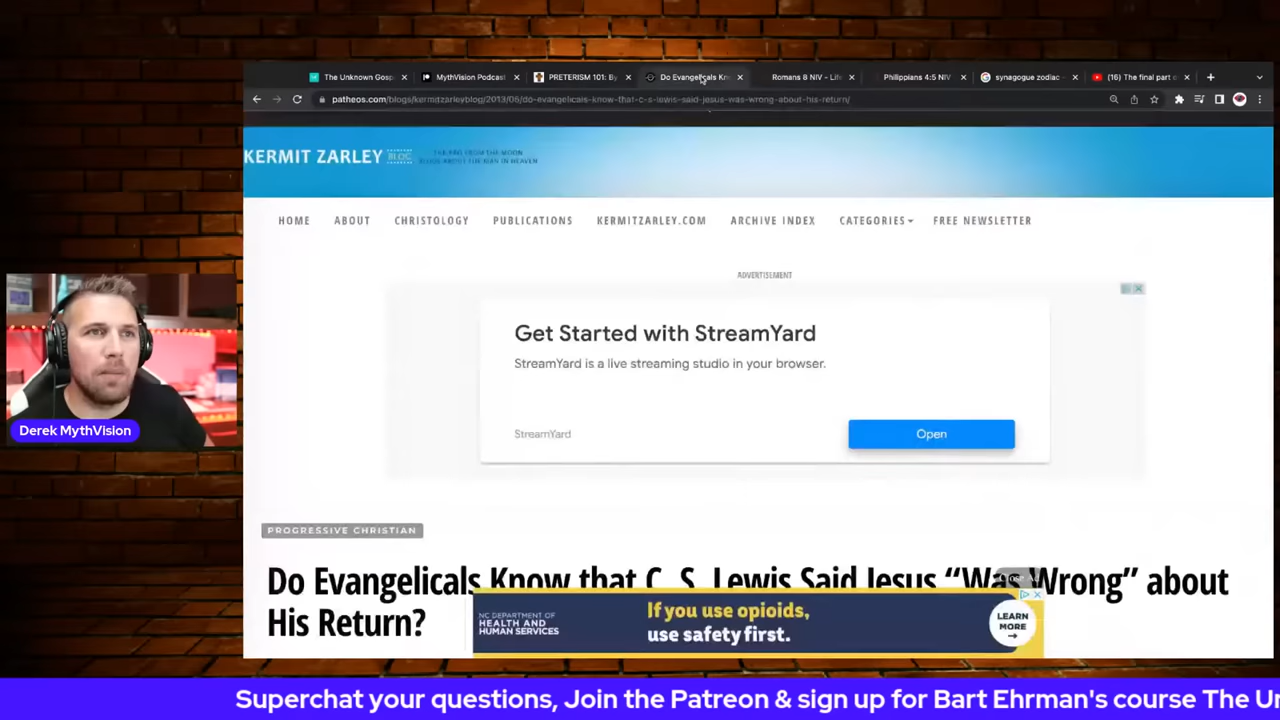 The Unknown Gosp
MythVision Podcast
PRETERISM 101: By
Do Evangelicals Kn
Romans 8 NIV - Life
Philippians 4:5 NIV
synagogue zodiac -
(16) The final part o
patheos.com/blogs/kermitzarleyblog/2013/06/do-evangelicals-know-that-c-s-lewis-said-jesus-was-wrong-about-his-return/
KERMIT ZARLEY BLOG
HOME ABOUT CHRISTOLOGY PUBLICATIONS KERMITZARLEY.COM ARCHIVE INDEX CATEGORIES FREE NEWSLETTER
ADVERTISEMENT
Get Started with StreamYard
StreamYard is a live streaming studio in your browser.
StreamYard
Open
Derek MythVision
PROGRESSIVE CHRISTIAN
Do Evangelicals Know that C. S. Lewis Said Jesus “Was Wrong” about
His Return?
NC DEPARTMENT OF
HEALTH AND
HUMAN SERVICES
If you use opioids,
use safety first.
LEARN
MORE
Superchat your questions, Join the Patreon & sign up for Bart Ehrman's course The Un